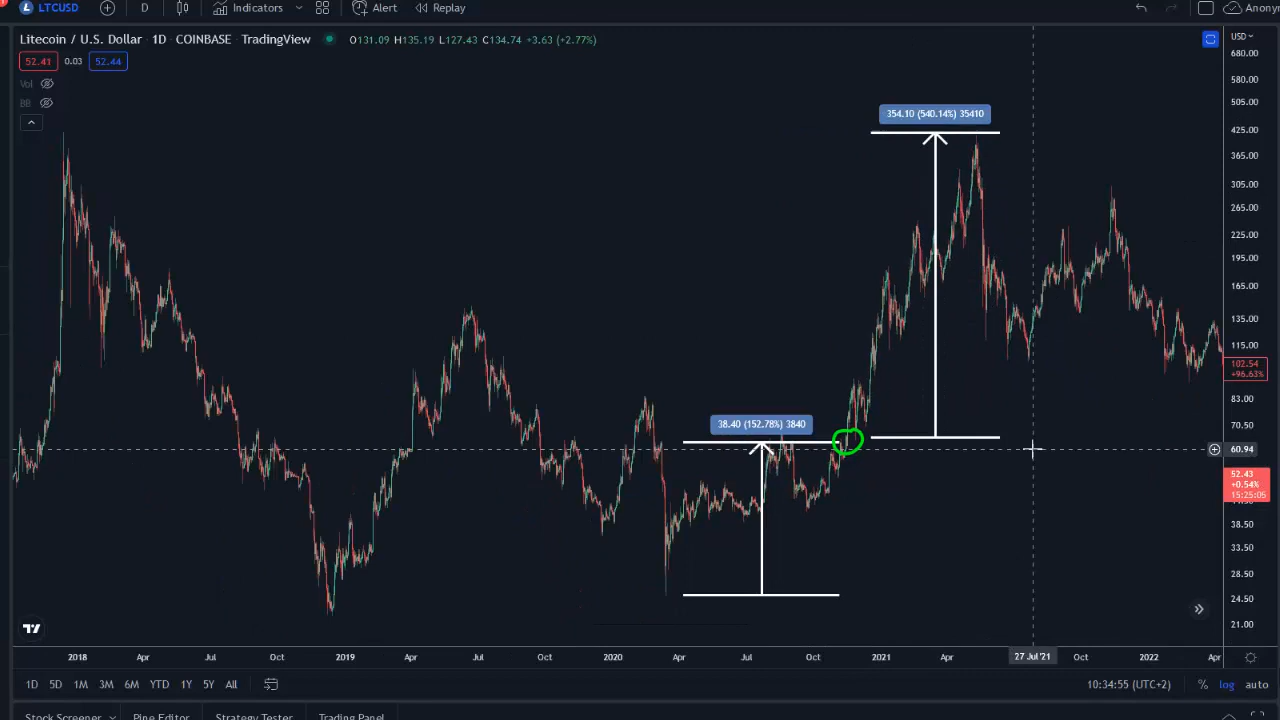 LTCUSD D Indicators Alert Replay Anonym
Litecoin / U.S. Dollar · 1D · COINBASE · TradingView O131.09 H135.19 L127.43 C134.74 +3.63 (+2.77%)
USD
52.41 0.03 52.44
Vol
BB
680.00
580.00
505.00
425.00
365.00
305.00
265.00
225.00
195.00
165.00
135.00
115.00
102.54
+96.63%
83.00
70.50
60.94
52.43
+0.54%
15:25:05
38.50
33.50
28.50
24.50
21.00
354.10 (540.14%) 35410
38.40 (152.78%) 3840
2018 Apr Jul Oct 2019 Apr Jul Oct 2020 Apr Jul Oct 2021 Apr 27 Jul'21 Oct 2022 Apr
1D 5D 1M 3M 6M YTD 1Y 5Y All 10:34:55 (UTC+2) % log auto
Stock Screener Pine Editor Strategy Tester Trading Panel